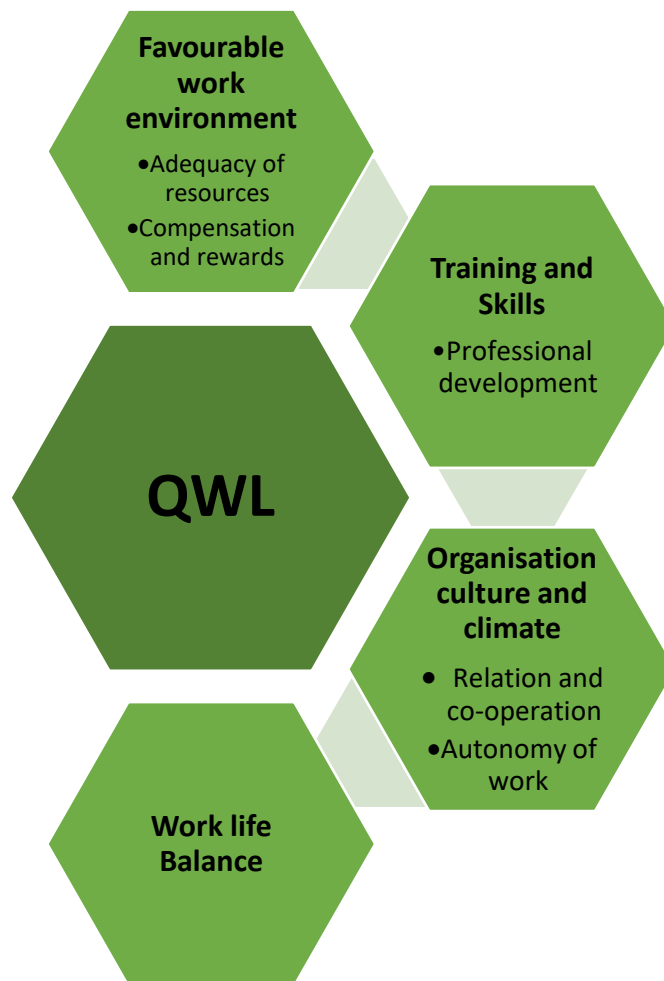 Favourable
work
environment
•Adequacy of
resources
•Compensation
and rewards
Training and
Skills
•Professional
development
QWL
Organisation
culture and
climate
• Relation and
co-operation
•Autonomy of
work
Work life
Balance